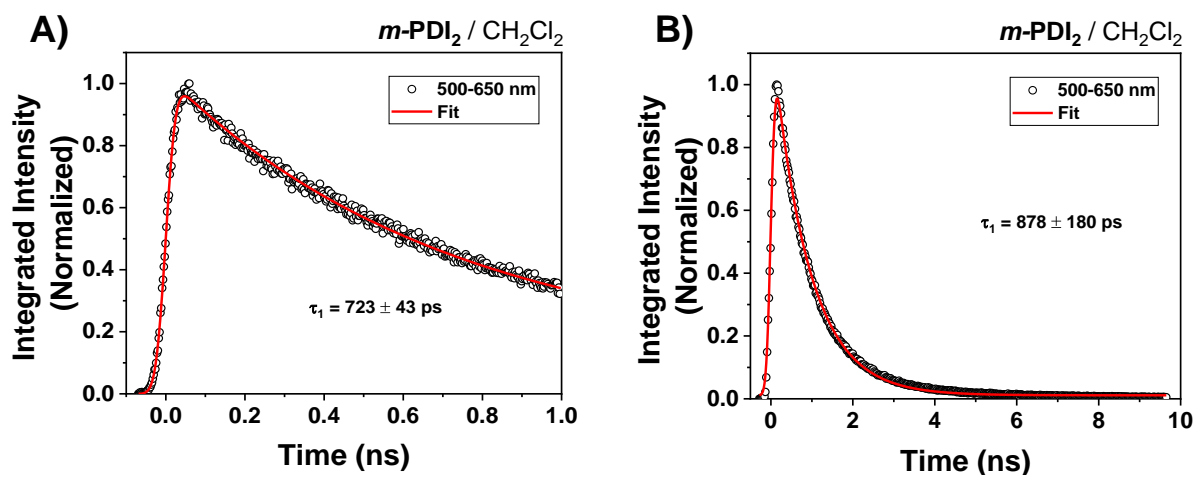 A)
m-PDI₂ / CH₂Cl₂
500-650 nm
Fit
τ₁ = 723 ± 43 ps
Integrated Intensity
(Normalized)
1.0
0.8
0.6
0.4
0.2
0.0
0.0 0.2 0.4 0.6 0.8 1.0
Time (ns)
B)
m-PDI₂ / CH₂Cl₂
500-650 nm
Fit
τ₁ = 878 ± 180 ps
Integrated Intensity
(Normalized)
1.0
0.8
0.6
0.4
0.2
0.0
0 2 4 6 8 10
Time (ns)